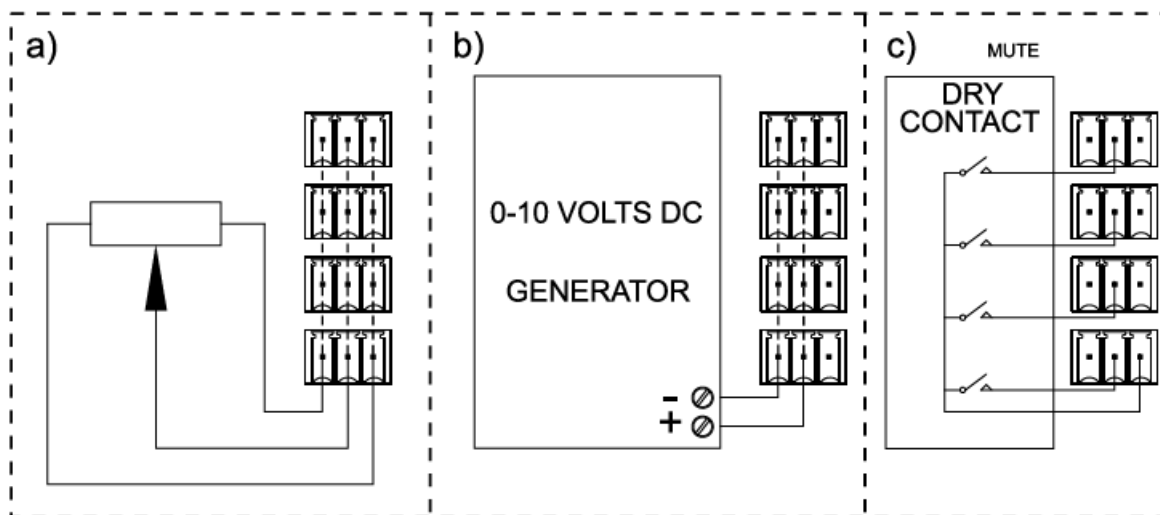 a)
b)
0-10 VOLTS DC
GENERATOR
-
+
c)
MUTE
DRY
CONTACT